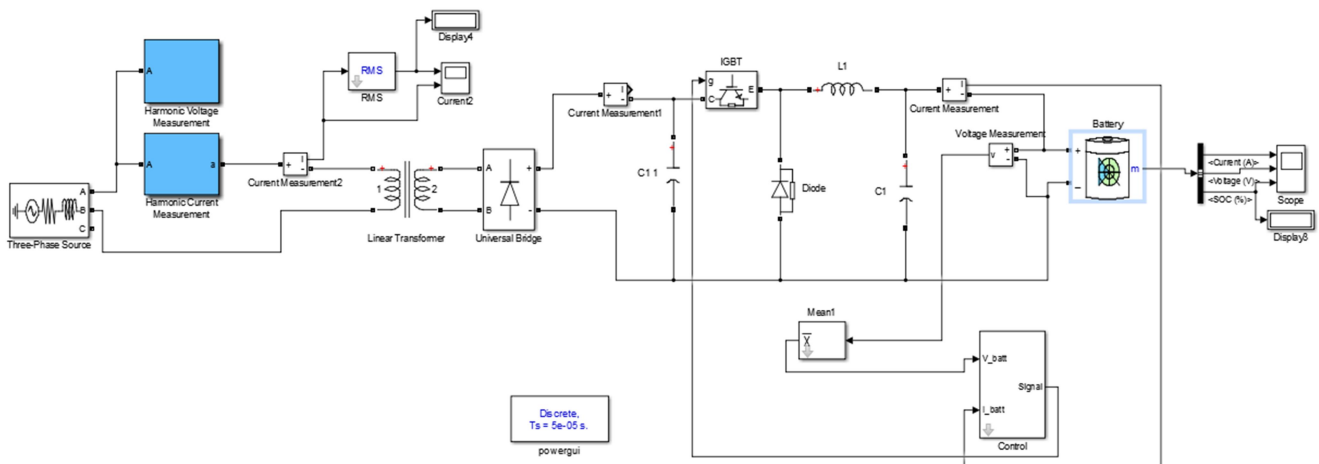 Display4
A
Harmonic Voltage
Measurement
RMS
RMS
Current2
A
a
Harmonic Current
Measurement
+
-
i
Current Measurement2
A
B
C
Three-Phase Source
+
1
+
2
Linear Transformer
A
B
+
-
Universal Bridge
+
-
i
Current Measurement1
+
C1 1
IGBT
g
C
E
L1
+
Diode
+
C1
+
-
i
Current Measurement
Voltage Measurement
v
+
-
Battery
+
-
m
<Current (A)>
<Voltage (V)>
<SOC (%)>
Scope
Display3
Mean1
X
V_batt
I_batt
Signal
Control
Discrete,
Ts = 5e-05 s.
powergui